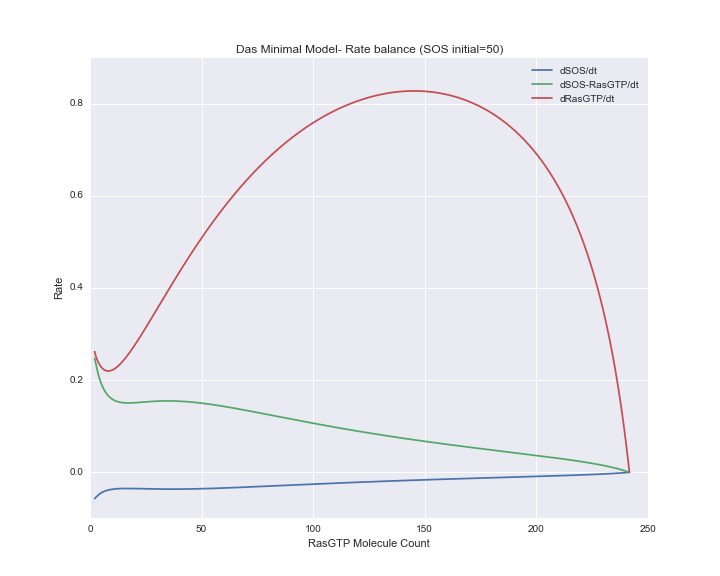 Das Minimal Model- Rate balance (SOS initial=50)
dSOS/dt
dSOS-RasGTP/dt
dRasGTP/dt
0.8
0.6
0.4
0.2
0.0
Rate
0 50 100 150 200 250
RasGTP Molecule Count